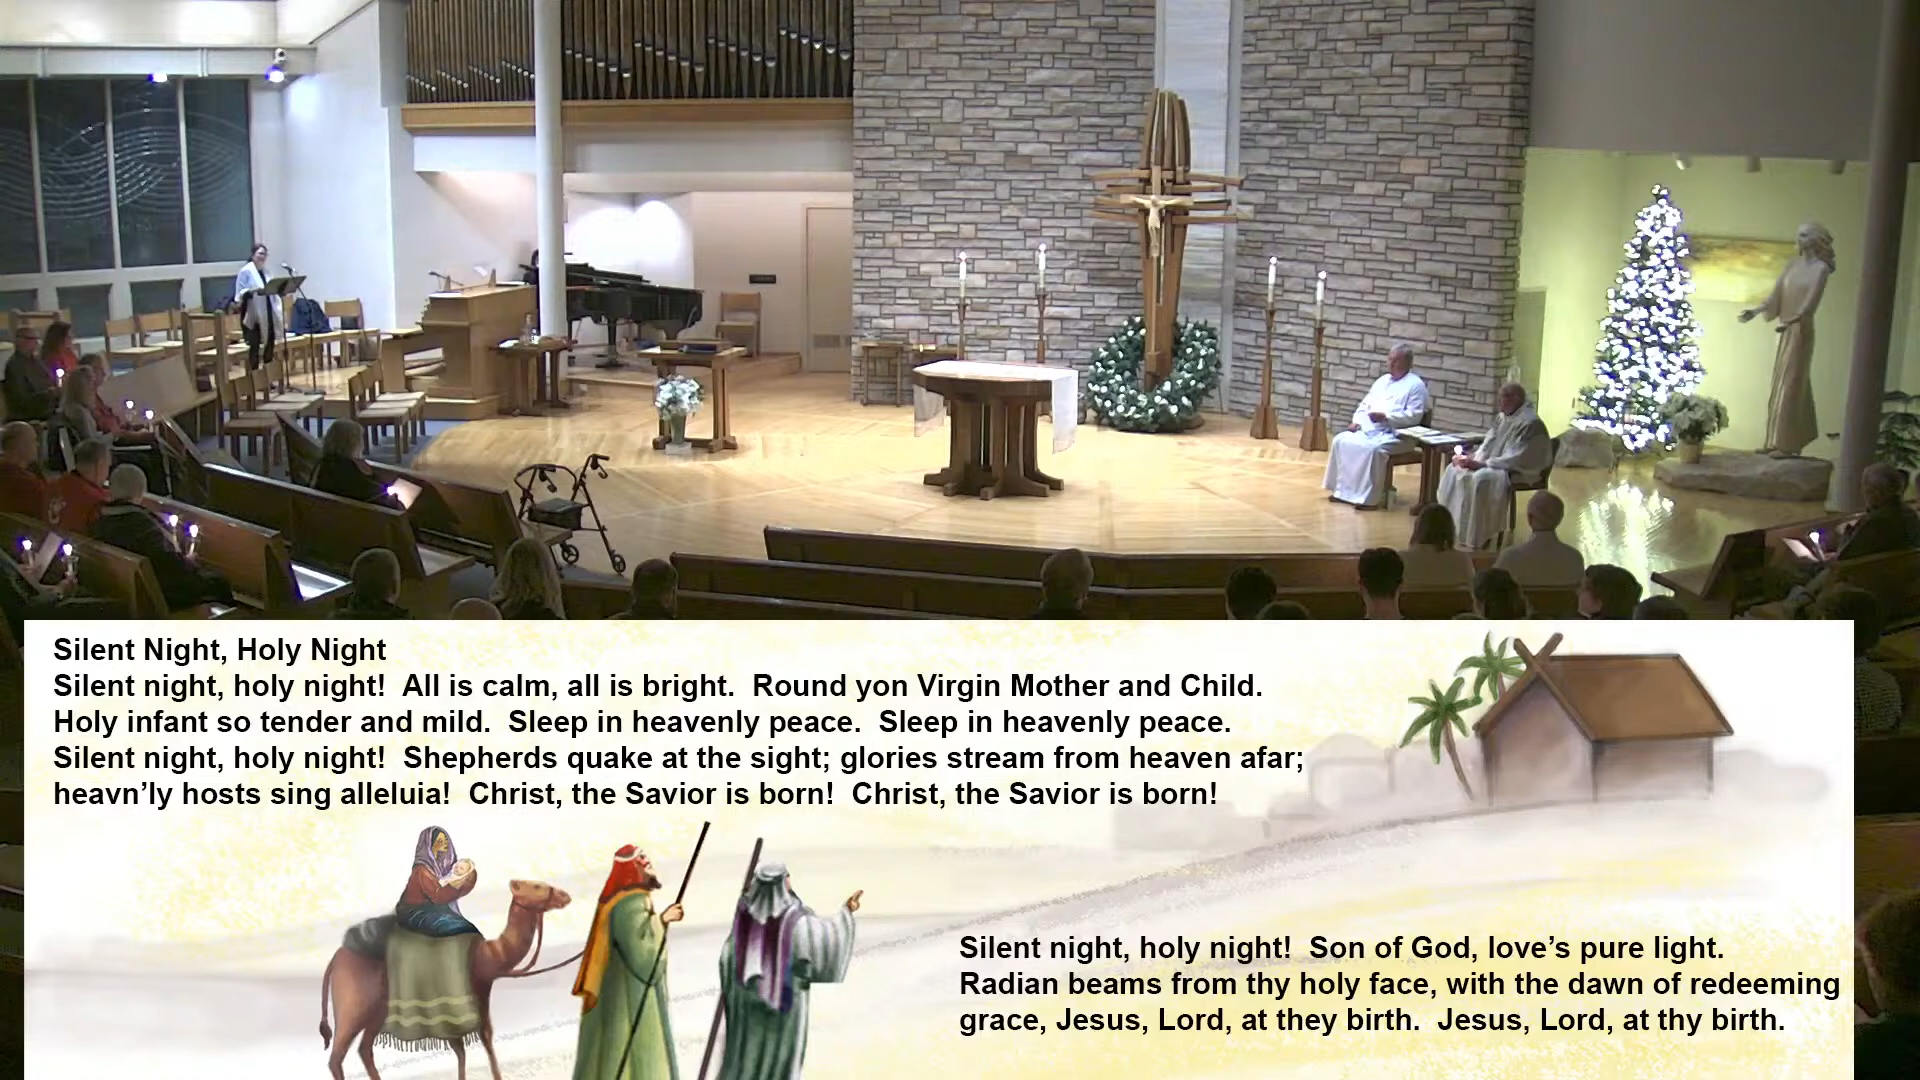 Silent Night, Holy Night
Silent night, holy night!  All is calm, all is bright.  Round yon Virgin Mother and Child.
Holy infant so tender and mild.  Sleep in heavenly peace.  Sleep in heavenly peace.
Silent night, holy night!  Shepherds quake at the sight; glories stream from heaven afar;
heavn’ly hosts sing alleluia!  Christ, the Savior is born!  Christ, the Savior is born!
Silent night, holy night!  Son of God, love’s pure light.
Radian beams from thy holy face, with the dawn of redeeming
grace, Jesus, Lord, at they birth.  Jesus, Lord, at thy birth.